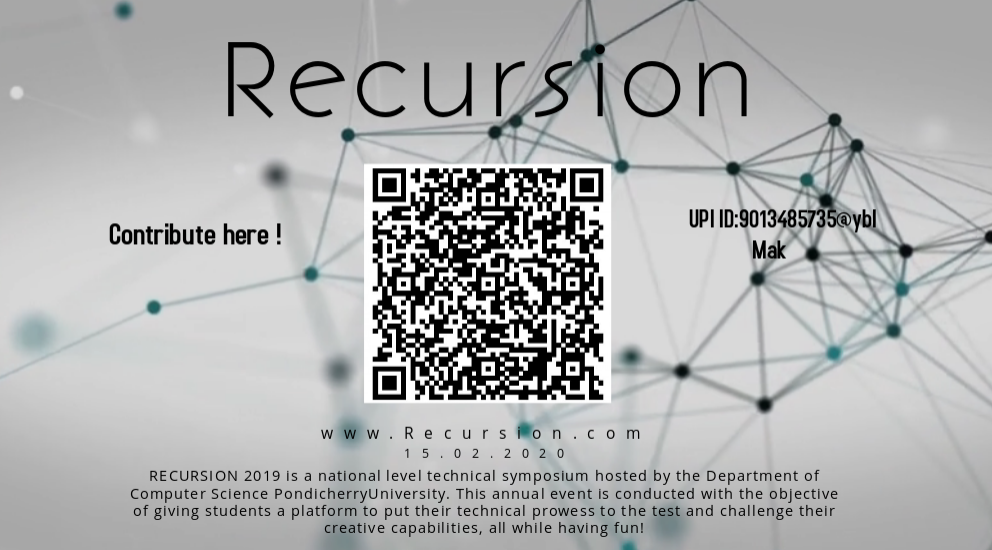 Recursion
Contribute here !
UPI ID:9013485735@ybl
Mak
www.Recursion.com
15.02.2020
RECURSION 2019 is a national level technical symposium hosted by the Department of
Computer Science PondicherryUniversity. This annual event is conducted with the objective
of giving students a platform to put their technical prowess to the test and challenge their
creative capabilities, all while having fun!